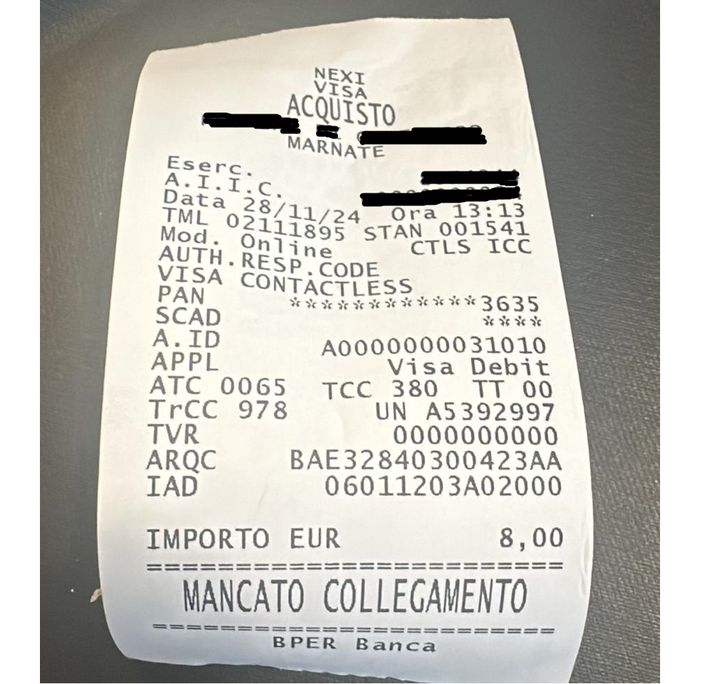 NEXI
VISA
ACQUISTO
MARNATE
Eserc.
A.I.I.C.
Data 28/11/24 Ora 13:13
TML 02111895 STAN 001541
Mod. Online CTLS ICC
AUTH.RESP.CODE
VISA CONTACTLESS
PAN ************3635
SCAD ****
A.ID A0000000031010
APPL Visa Debit
ATC 0065 TCC 380 TT 00
TrCC 978 UN A5392997
TVR 0000000000
ARQC BAE32840300423AA
IAD 06011203A02000
IMPORTO EUR 8,00
==========================
MANCATO COLLEGAMENTO
==========================
BPER Banca